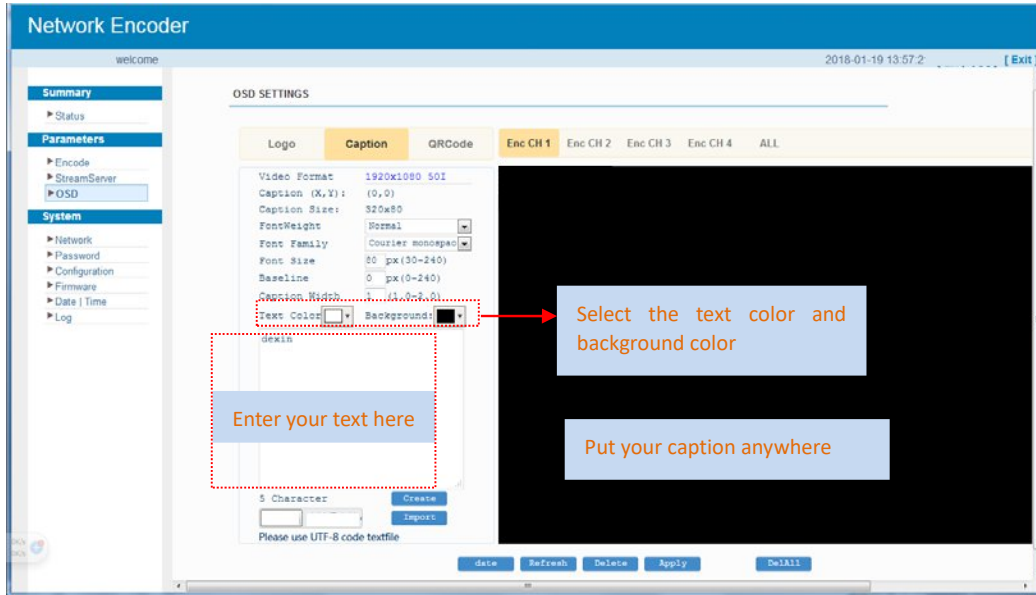 Network Encoder
welcome
2018-01-19 13:57:2
[ Exit ]
Summary
Status
Parameters
Encode
StreamServer
OSD
System
Network
Password
Configuration
Firmware
Date | Time
Log
OSD SETTINGS
Logo Caption QRCode
Enc CH 1 Enc CH 2 Enc CH 3 Enc CH 4 ALL
Video Format 1920x1080 50I
Caption (X,Y): (0,0)
Caption Size: 320x80
FontWeight Normal
Font Family Courier monospac
Font Size 80 px(30-240)
Baseline 0 px(0-240)
Caption Width 1 (1.0-2.0)
Text Color Background:
dexin
Enter your text here
5 Character Create
Import
Please use UTF-8 code textfile
Select the text color and
background color
Put your caption anywhere
date Refresh Delete Apply DelAll